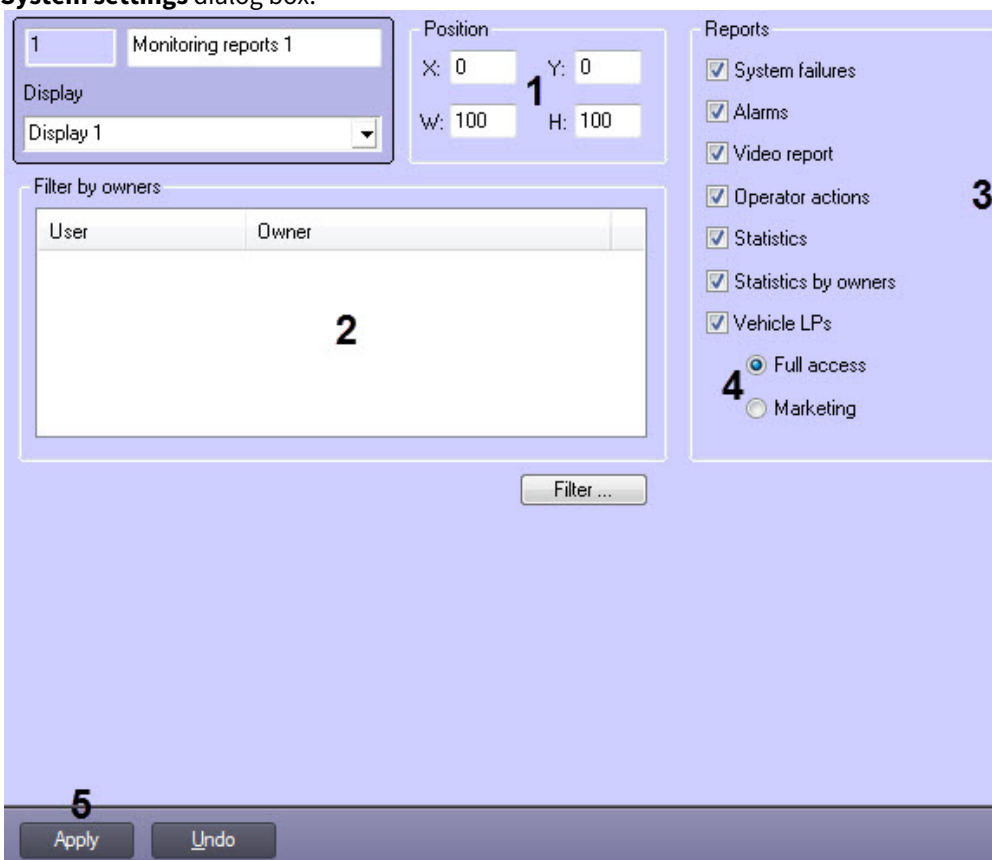 System settings dialog box.
1 Monitoring reports 1
Display
Display 1
Position
X: 0 Y: 0
1
W: 100 H: 100
Filter by owners
User Owner
2
Filter ...
Reports
System failures
Alarms
Video report
Operator actions
3
Statistics
Statistics by owners
Vehicle LPs
Full access
4
Marketing
5
Apply Undo